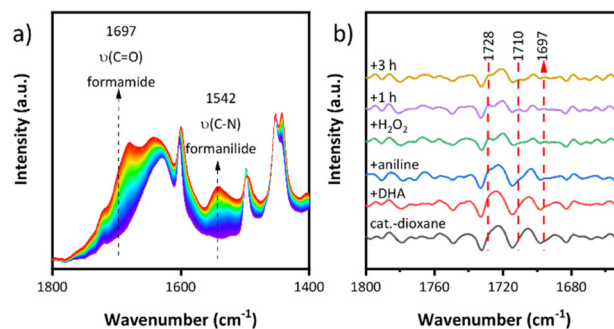 a)
1697
υ(C=O)
formamide
1542
υ(C-N)
formanilide
Intensity (a.u.)
1800
1600
1400
Wavenumber (cm⁻¹)
b)
1728
1710
1697
+3 h
+1 h
+H₂O₂
+aniline
+DHA
cat.-dioxane
Intensity (a.u.)
1800
1760
1720
1680
Wavenumber (cm⁻¹)